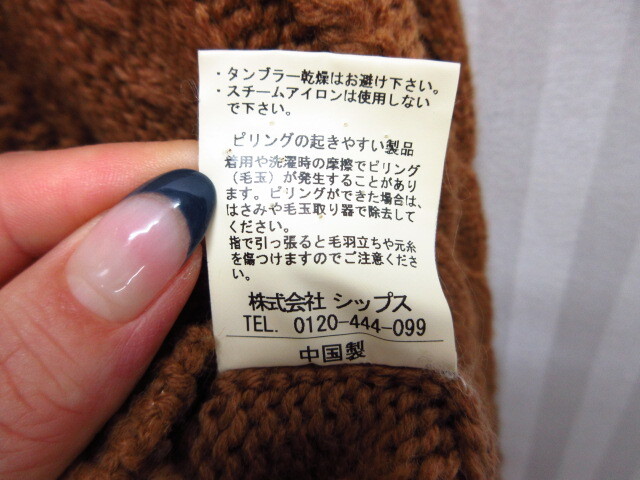 ・タンブラー乾燥はお避け下さい。
・スチームアイロンは使用しない
で下さい。
ピリングの起きやすい製品
着用や洗濯時の摩擦でピリング
（毛玉）が発生することがあり
ます。ピリングができた場合は、
はさみや毛玉取り器で除去して
ください。
指で引っ張ると毛羽立ちや元糸
を傷つけますのでご注意くださ
い。
株式会社 シップス
TEL. 0120-444-099
中国製